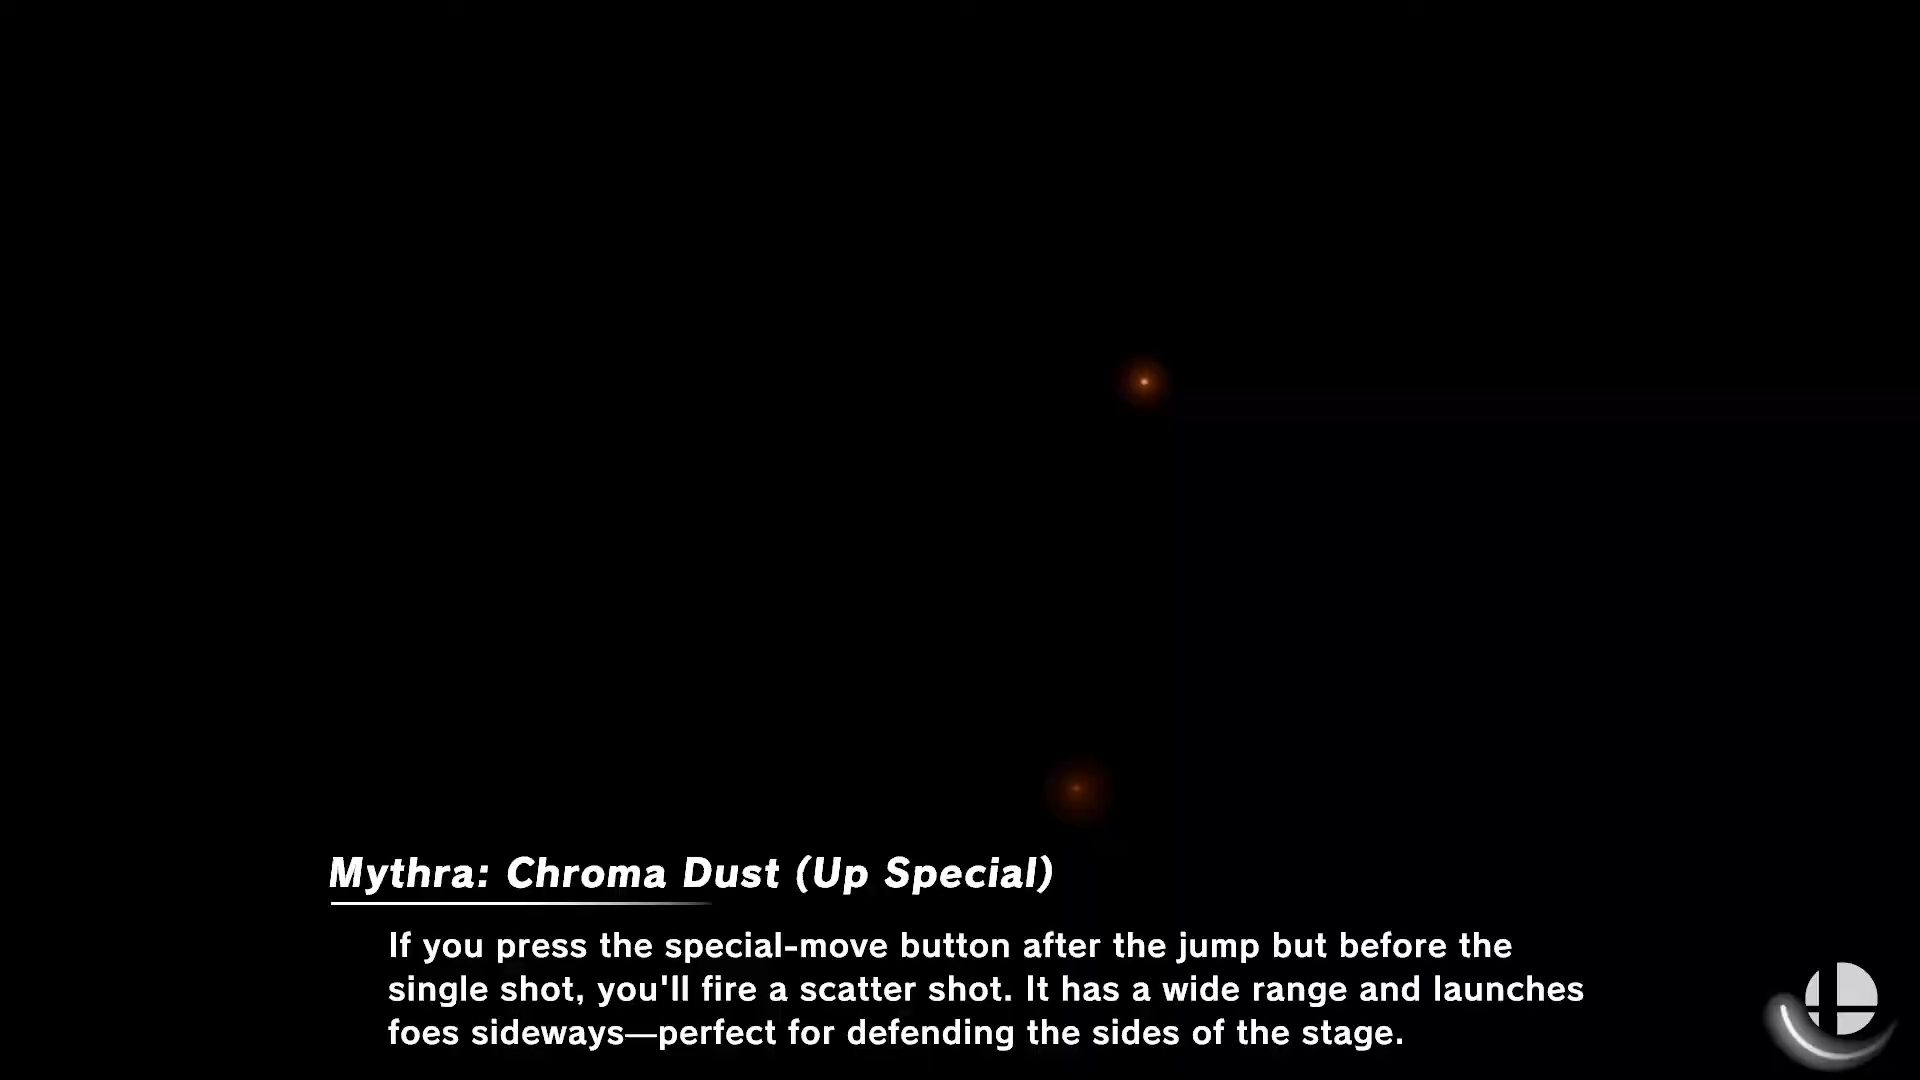 Mythra: Chroma Dust (Up Special)
If you press the special-move button after the jump but before the
single shot, you'll fire a scatter shot. It has a wide range and launches
foes sideways—perfect for defending the sides of the stage.